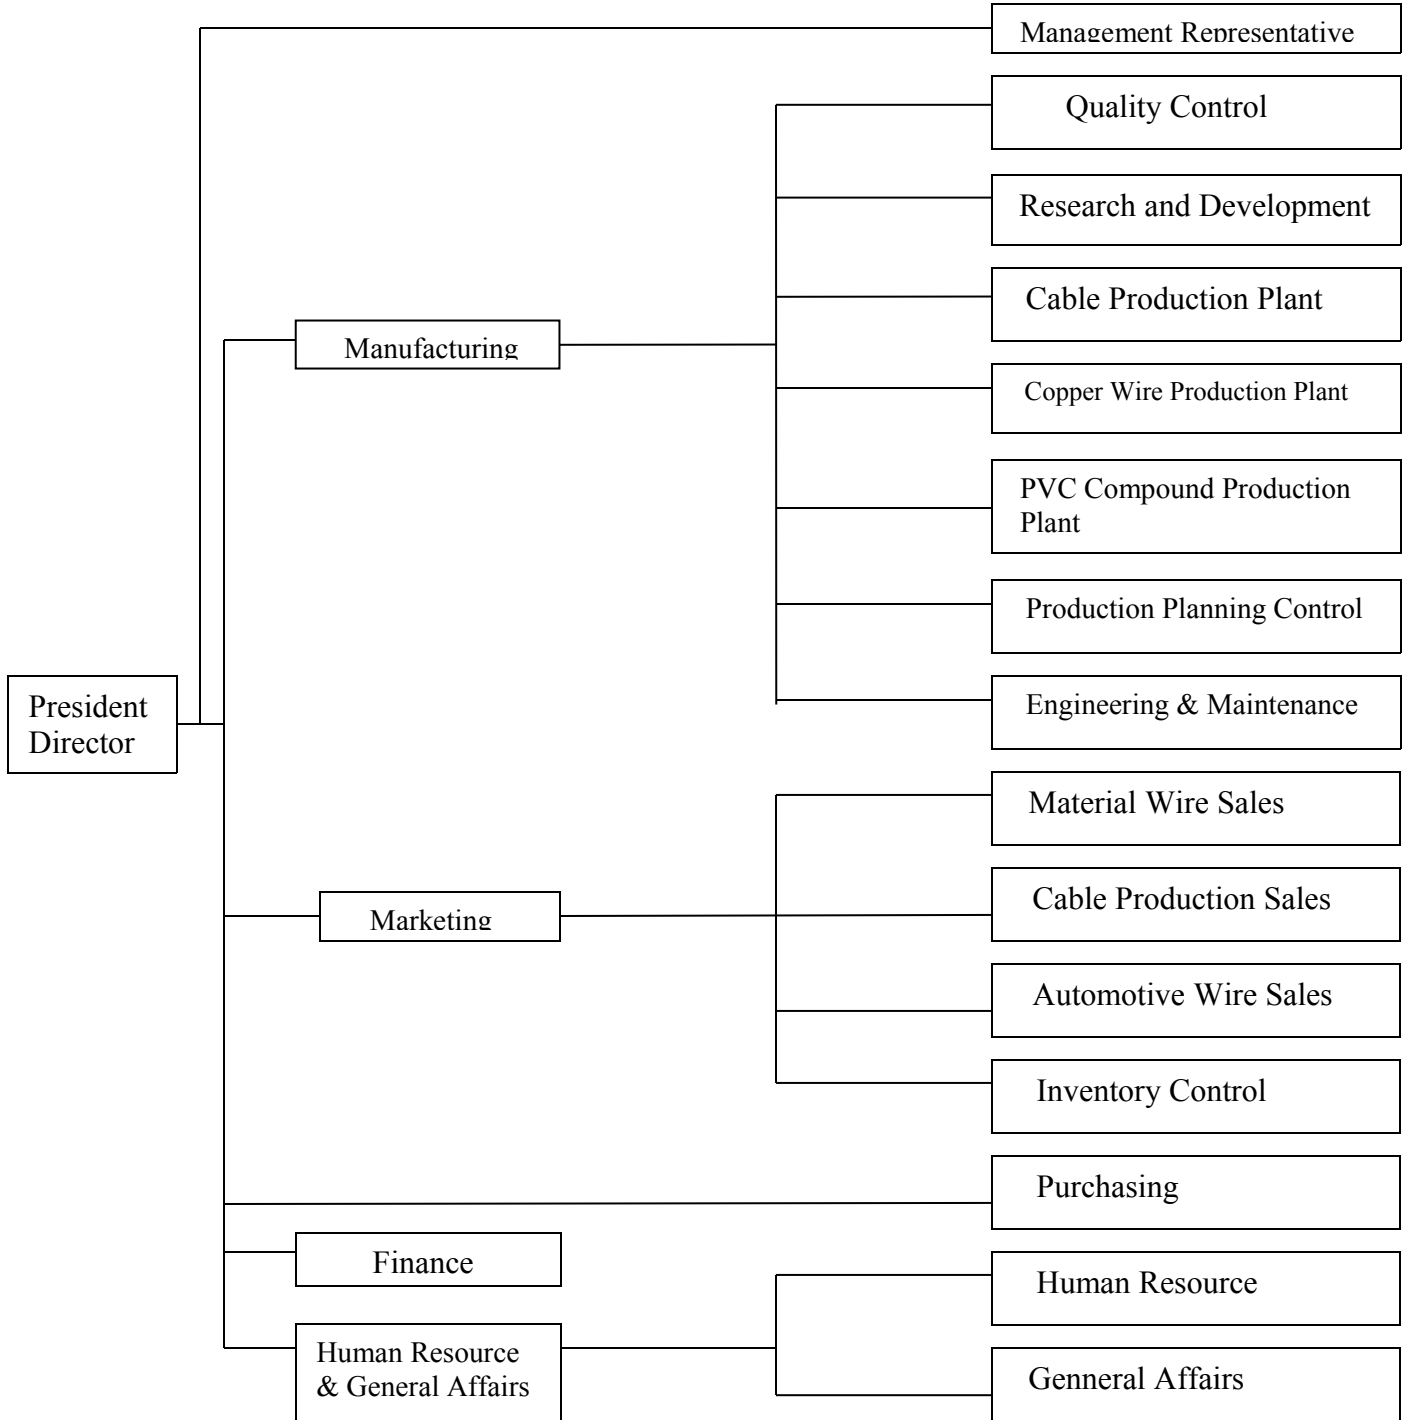 Management Representative
Quality Control
Research and Development
Cable Production Plant
Manufacturing
Copper Wire Production Plant
PVC Compound Production
Plant
Production Planning Control
President
Director
Engineering & Maintenance
Material Wire Sales
Cable Production Sales
Marketing
Automotive Wire Sales
Inventory Control
Purchasing
Finance
Human Resource
Human Resource
& General Affairs
Genneral Affairs